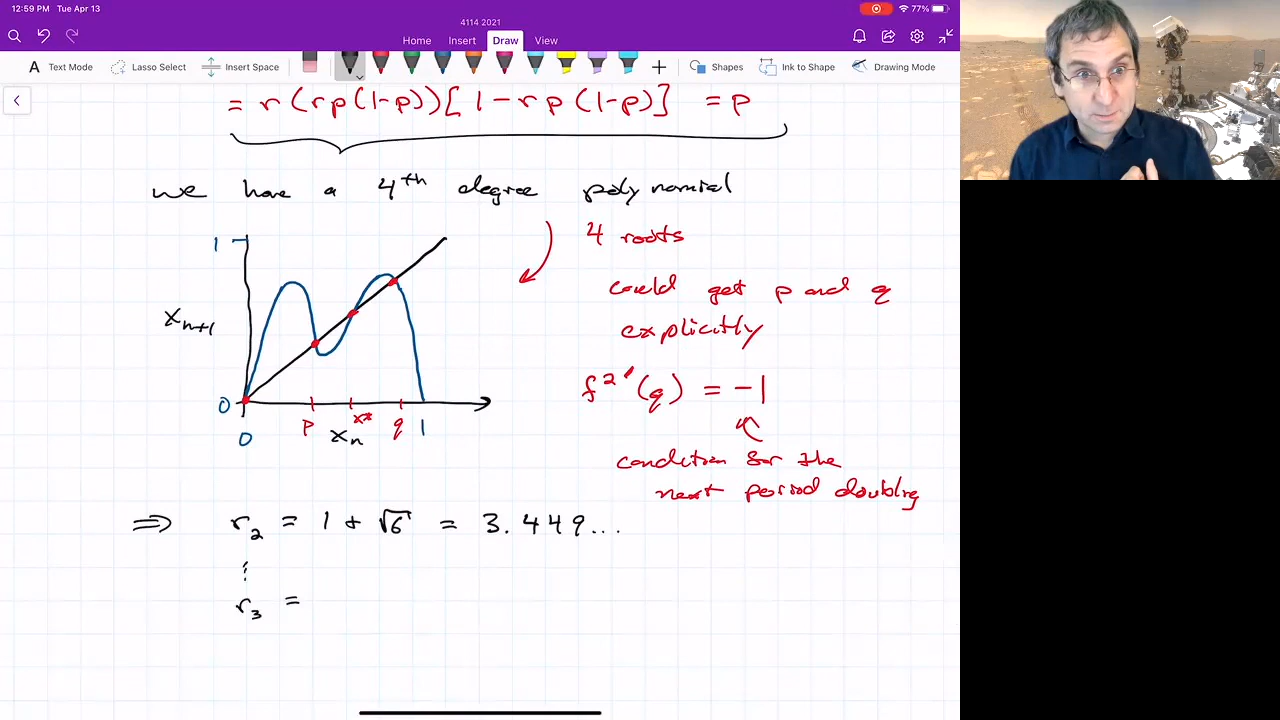 12:59 PM Tue Apr 13
77%
4114 2021
Home Insert Draw View
A Text Mode Lasso Select Insert Space Shapes Ink to Shape Drawing Mode
= r(rp(1-p))[1-rp(1-p)] = p
we have a 4th degree polynomial
4 roots
could get p and q
explicitly
f²'(q) = -1
condition for the
next period doubling
1
xn+1
0
0 p xn x* q 1
⇒ r2 = 1 + √6 = 3.449...
⋮
r3 =